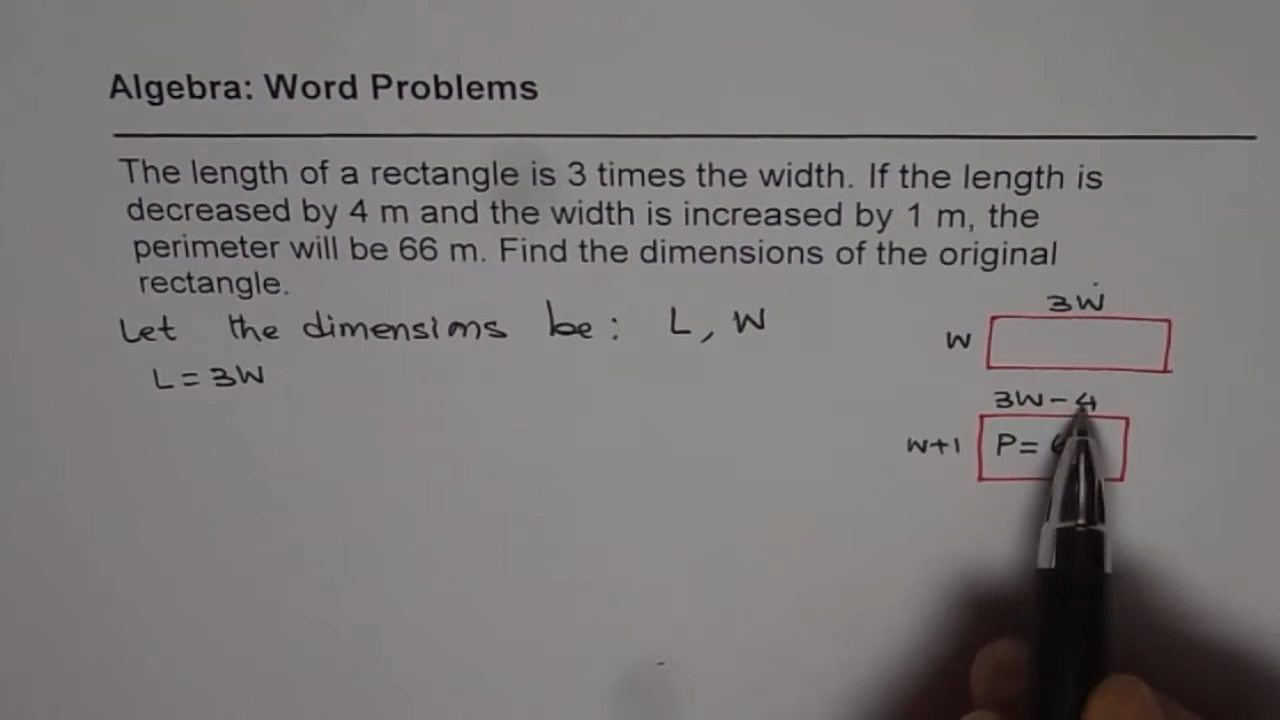 Algebra: Word Problems
The length of a rectangle is 3 times the width. If the length is
decreased by 4 m and the width is increased by 1 m, the
perimeter will be 66 m. Find the dimensions of the original
rectangle.
Let the dimensions be: L, W
L = 3W
3W
W
3W - 4
W+1
P =